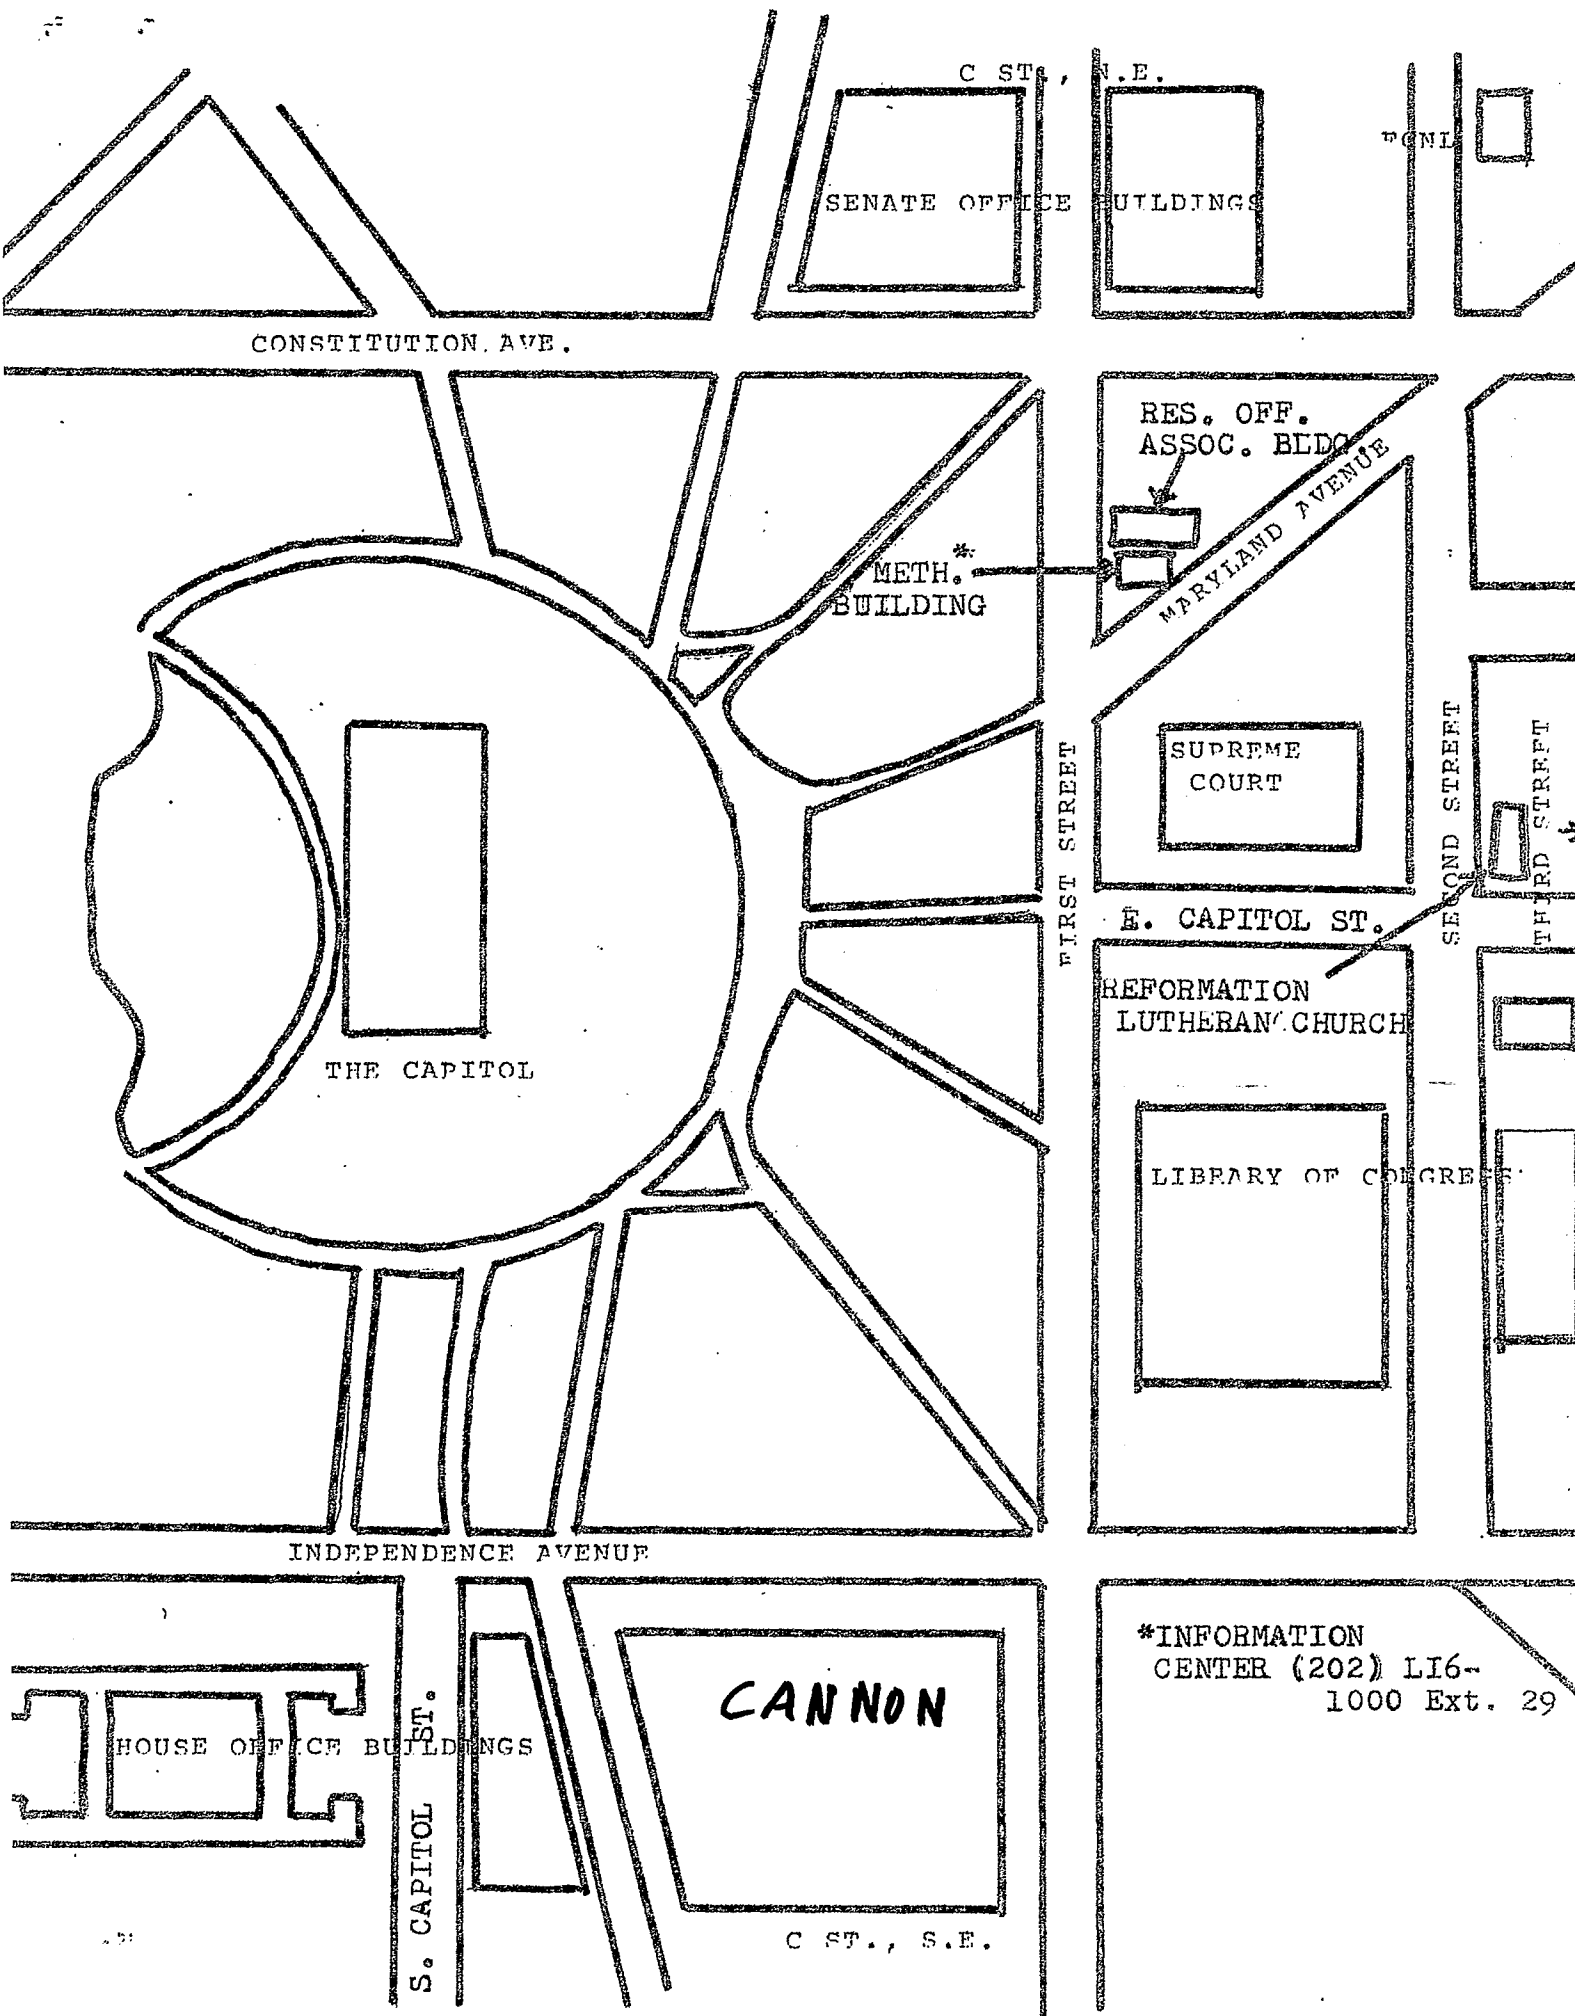 C ST., N.E.
FCNL
SENATE OFFICE BUILDINGS
CONSTITUTION. AVE.
RES. OFF.
ASSOC. BLDG.
MARYLAND AVENUE
METH.*
BUILDING
SUPREME
COURT
FIRST STREET
SECOND STREET
THIRD STREET
*
E. CAPITOL ST.
REFORMATION
LUTHERAN CHURCH
THE CAPITOL
LIBRARY OF CONGRESS
INDEPENDENCE AVENUE
*INFORMATION
CENTER (202) LI6-
1000 Ext. 29
CANNON
HOUSE OFFICE BUILDINGS
S. CAPITOL ST.
C ST., S.E.